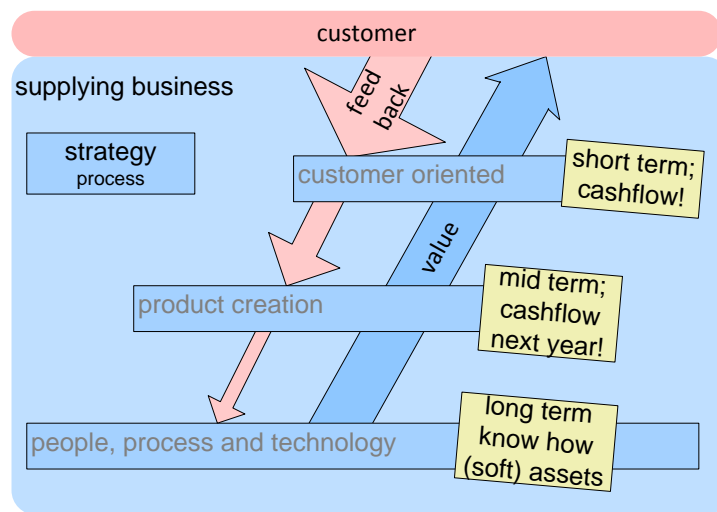 customer
supplying business
feed
back
strategy
process
customer oriented
short term;
cashflow!
value
product creation
mid term;
cashflow
next year!
people, process and technology
long term
know how
(soft) assets